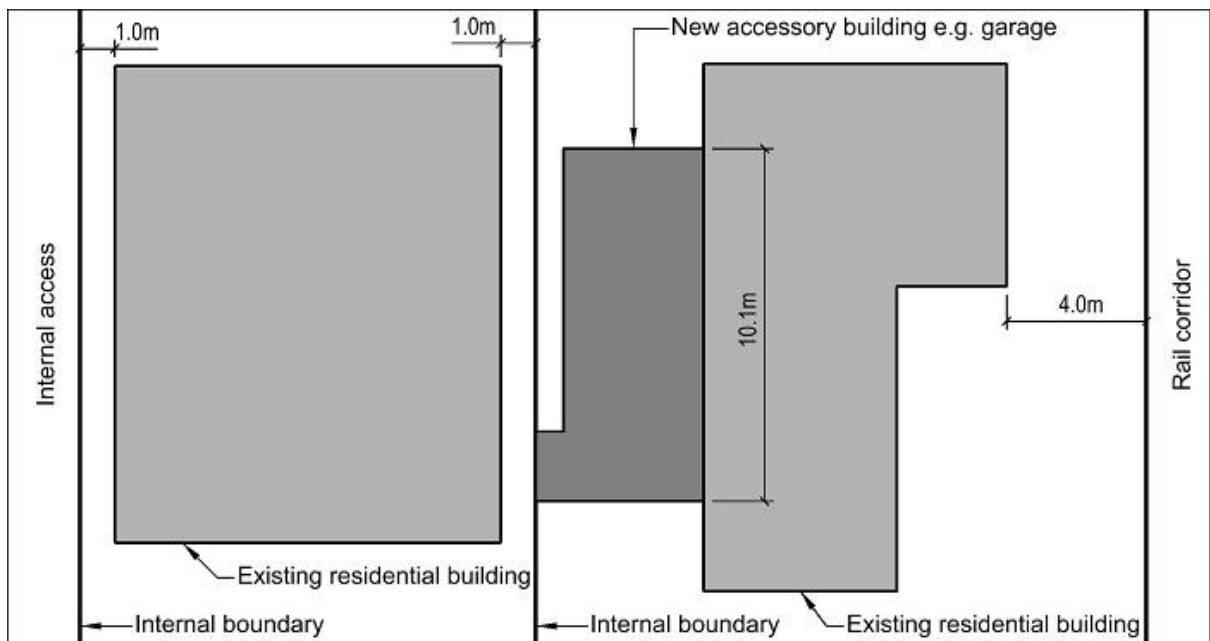 1.0m
1.0m
New accessory building e.g. garage
Internal access
10.1m
4.0m
Rail corridor
Existing residential building
Internal boundary
Internal boundary
Existing residential building